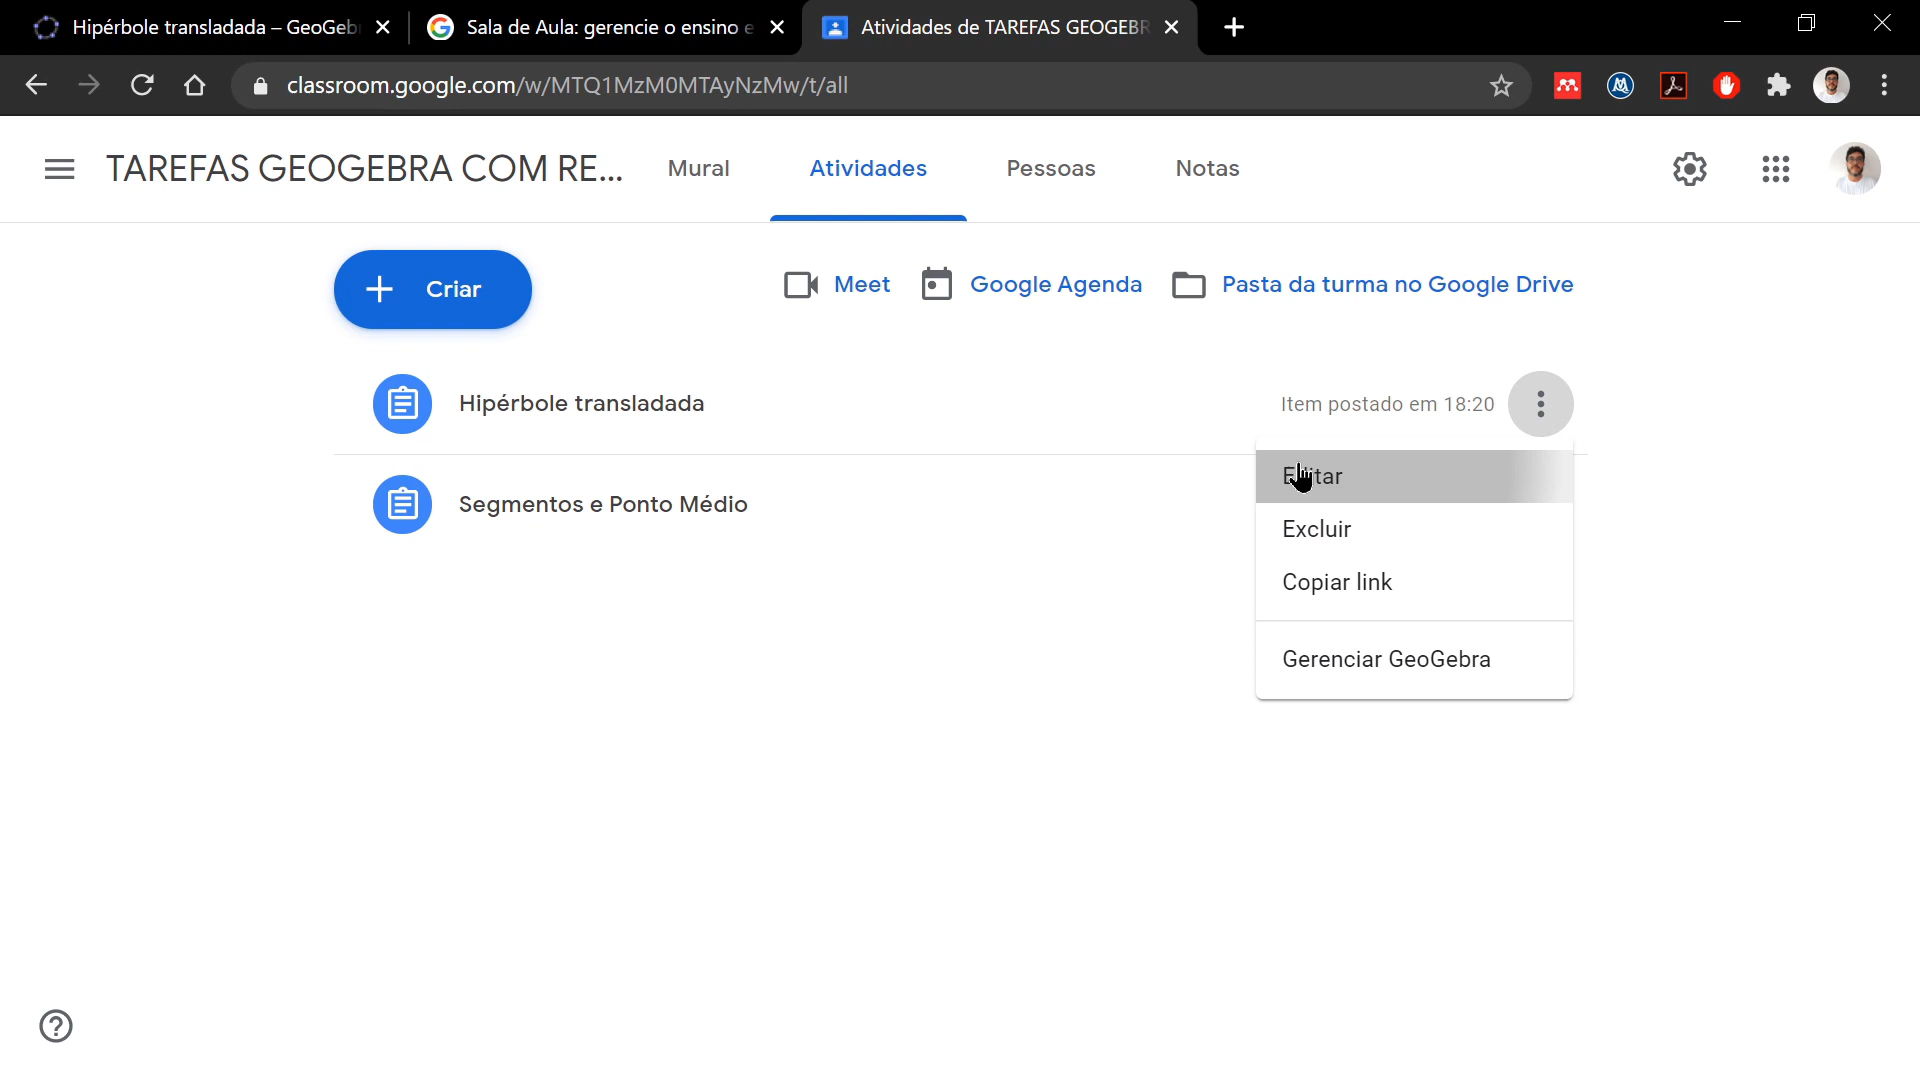 Hipérbole transladada – GeoGeb
Sala de Aula: gerencie o ensino e
Atividades de TAREFAS GEOGEBR
classroom.google.com/w/MTQ1MzM0MTAyNzMw/t/all
TAREFAS GEOGEBRA COM RE...
Mural
Atividades
Pessoas
Notas
Criar
Meet
Google Agenda
Pasta da turma no Google Drive
Hipérbole transladada
Item postado em 18:20
Editar
Segmentos e Ponto Médio
Excluir
Copiar link
Gerenciar GeoGebra